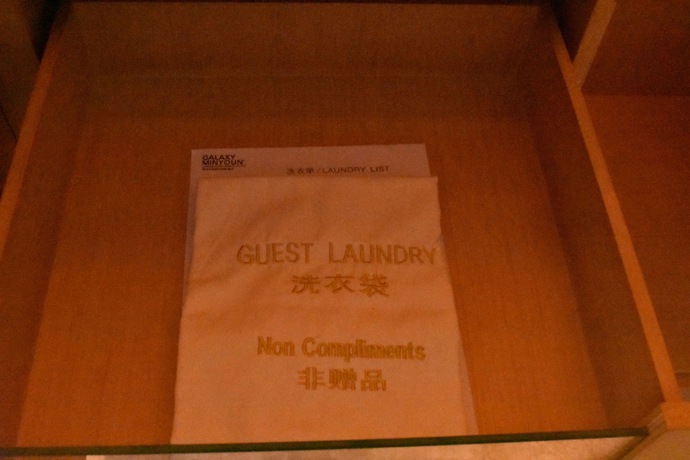 GALAXY
MINYOUN
洗衣单 / LAUNDRY LIST
GUEST LAUNDRY
洗衣袋
Non Compliments
非赠品